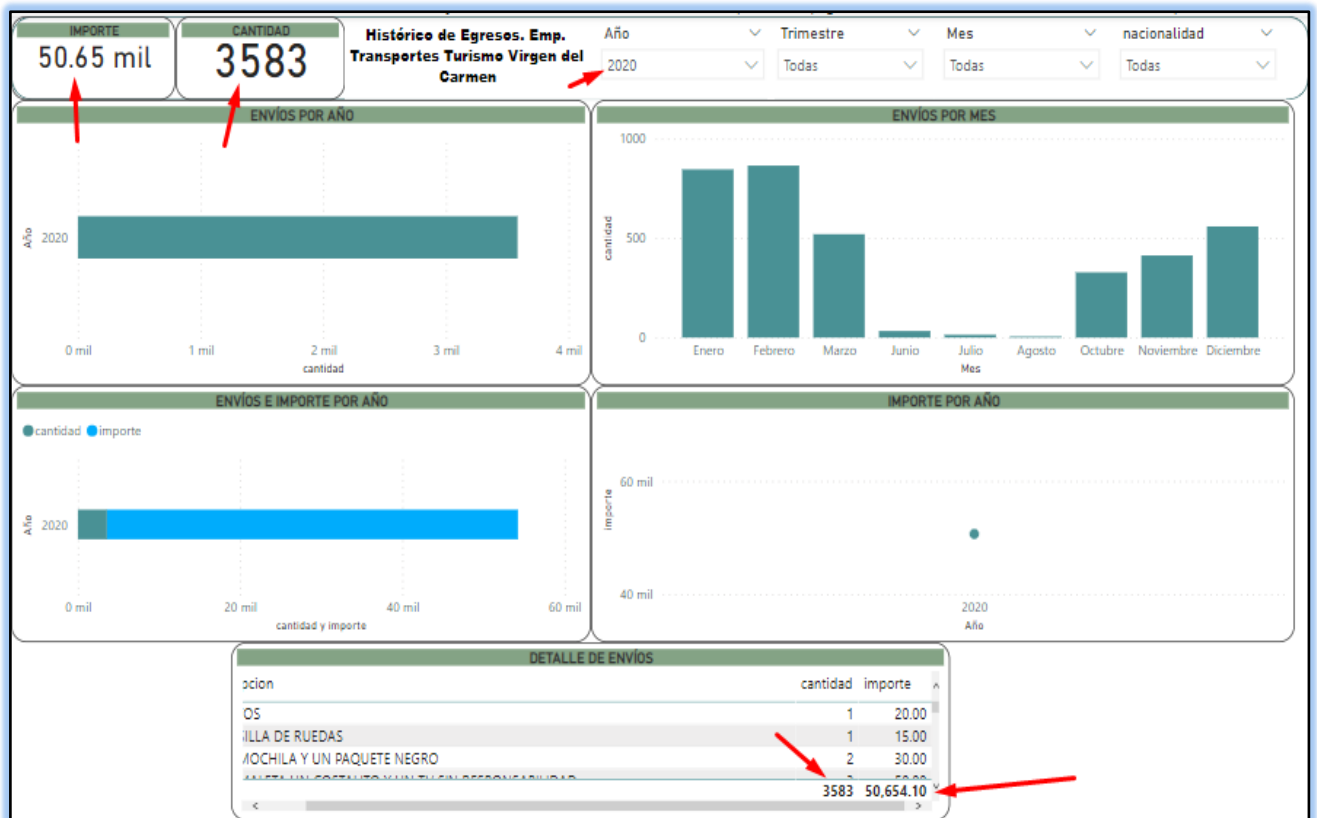 IMPORTE
50.65 mil
CANTIDAD
3583
Histórico de Egresos. Emp.
Transportes Turismo Virgen del
Carmen
Año
2020
Trimestre
Todas
Mes
Todas
nacionalidad
Todas
ENVÍOS POR AÑO
Año
2020
0 mil 1 mil 2 mil 3 mil 4 mil
cantidad
ENVÍOS POR MES
cantidad
1000
500
0
Enero Febrero Marzo Junio Julio Agosto Octubre Noviembre Diciembre
Mes
ENVÍOS E IMPORTE POR AÑO
cantidad importe
Año
2020
0 mil 20 mil 40 mil 60 mil
cantidad y importe
IMPORTE POR AÑO
importe
60 mil
40 mil
2020
Año
DETALLE DE ENVÍOS
pcion cantidad importe
OS 1 20.00
SILLA DE RUEDAS 1 15.00
MOCHILA Y UN PAQUETE NEGRO 2 30.00
3583 50,654.10